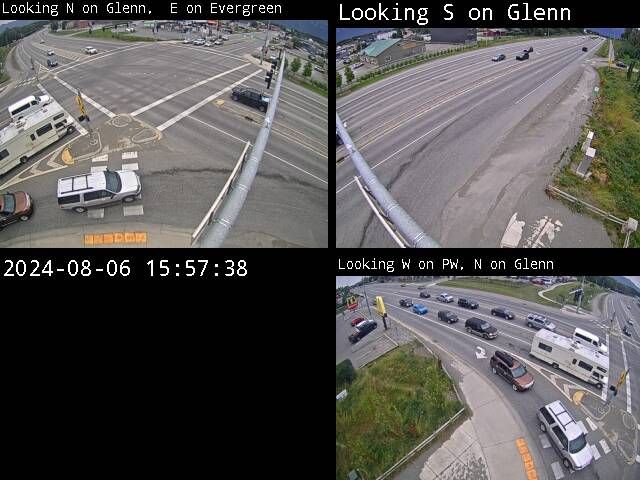 Looking N on Glenn,  E on Evergreen
Looking S on Glenn
2024-08-06 15:57:38
Looking W on PW, N on Glenn